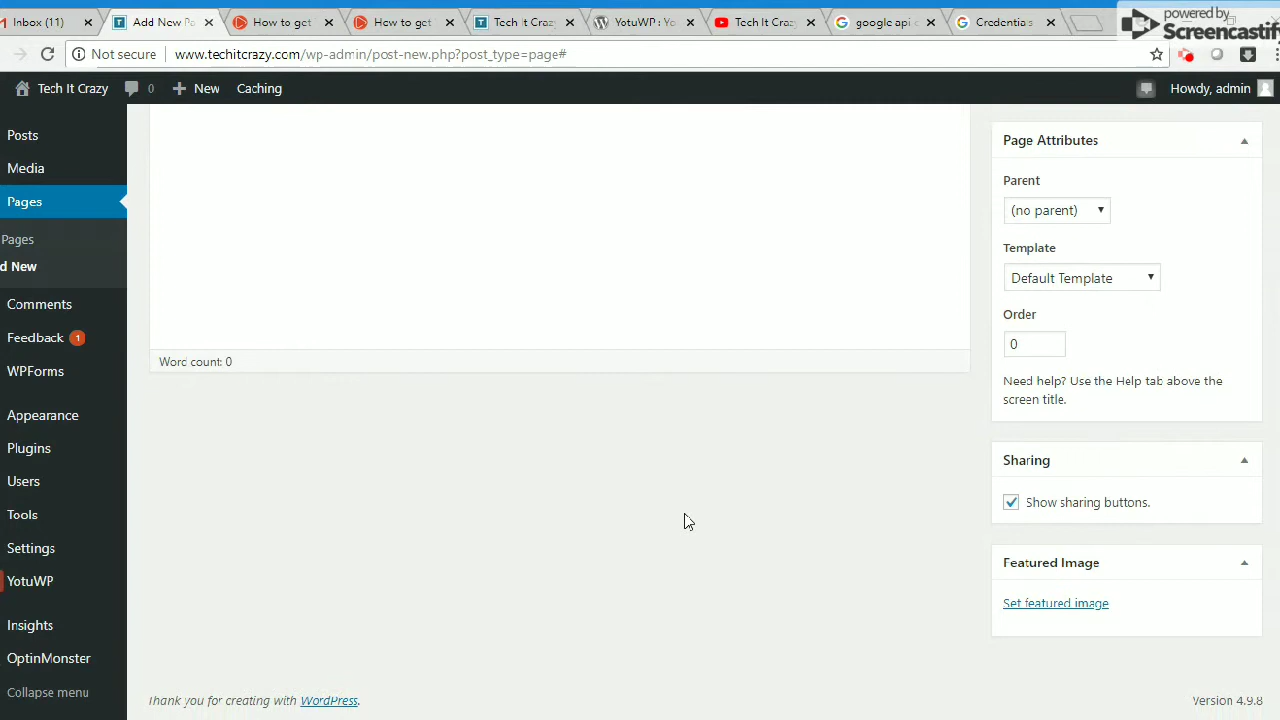 powered by
Screencastify
Inbox (11)
Add New Pa
How to get
How to get
Tech It Craz
YotuWP : Yo
Tech It Craz
google api c
Credentials
Not secure
www.techitcrazy.com/wp-admin/post-new.php?post_type=page#
Tech It Crazy
0
New
Caching
Howdy, admin
Posts
Media
Pages
Pages
d New
Comments
Feedback 1
WPForms
Appearance
Plugins
Users
Tools
Settings
YotuWP
Insights
OptinMonster
Collapse menu
Word count: 0
Page Attributes
Parent
(no parent)
Template
Default Template
Order
0
Need help? Use the Help tab above the
screen title.
Sharing
Show sharing buttons.
Featured Image
Set featured image
Thank you for creating with WordPress.
Version 4.9.8